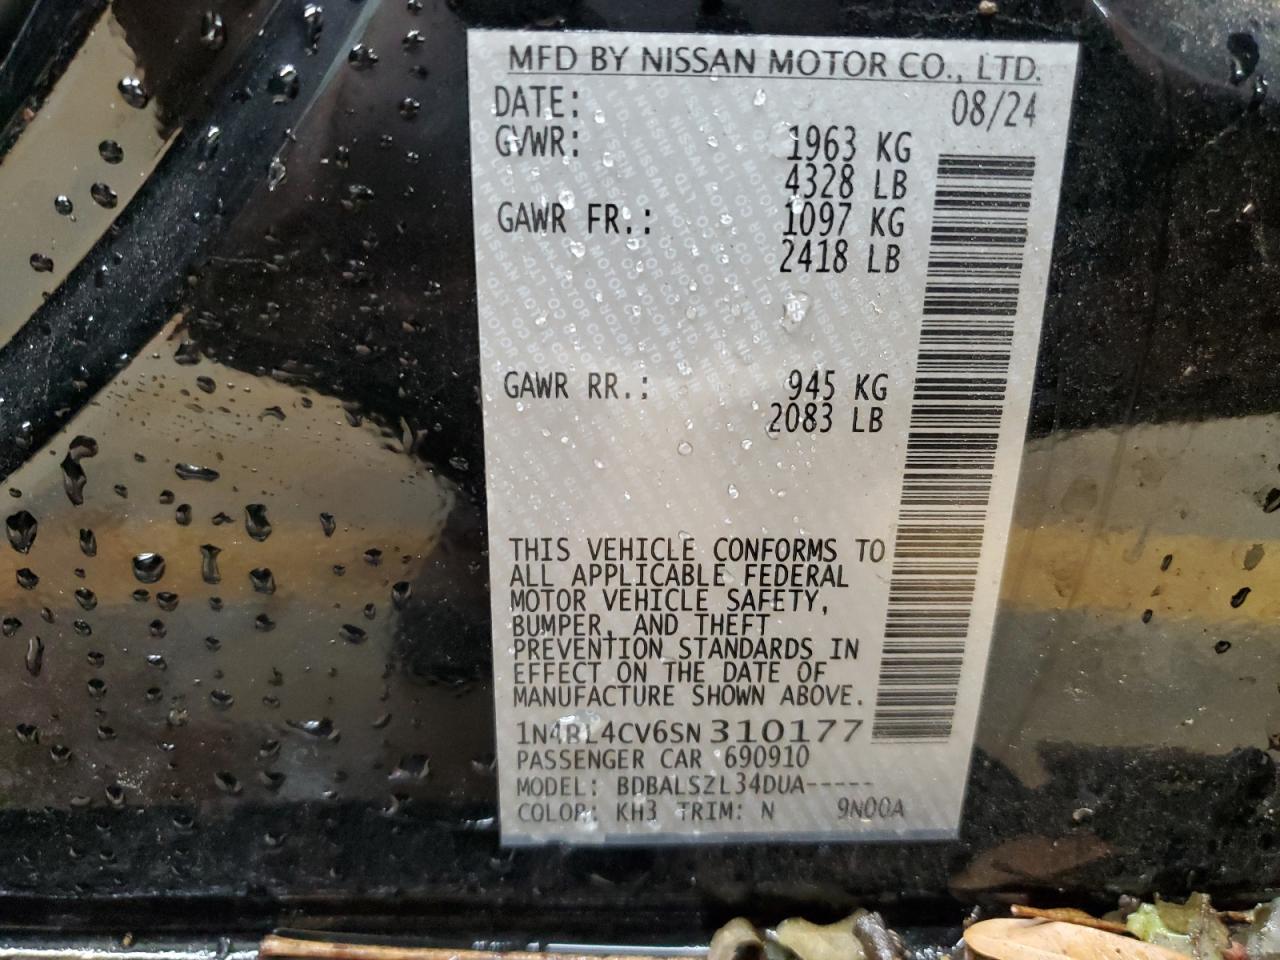 MFD BY NISSAN MOTOR CO., LTD.
DATE: 08/24
GVWR: 1963 KG
4328 LB
GAWR FR.: 1097 KG
2418 LB
GAWR RR.: 945 KG
2083 LB
THIS VEHICLE CONFORMS TO
ALL APPLICABLE FEDERAL
MOTOR VEHICLE SAFETY,
BUMPER, AND THEFT
PREVENTION STANDARDS IN
EFFECT ON THE DATE OF
MANUFACTURE SHOWN ABOVE.
1N4BL4CV6SN310177
PASSENGER CAR 690910
MODEL: BDBALSZL34DUA-----
COLOR: KH3 TRIM: N 9N00A